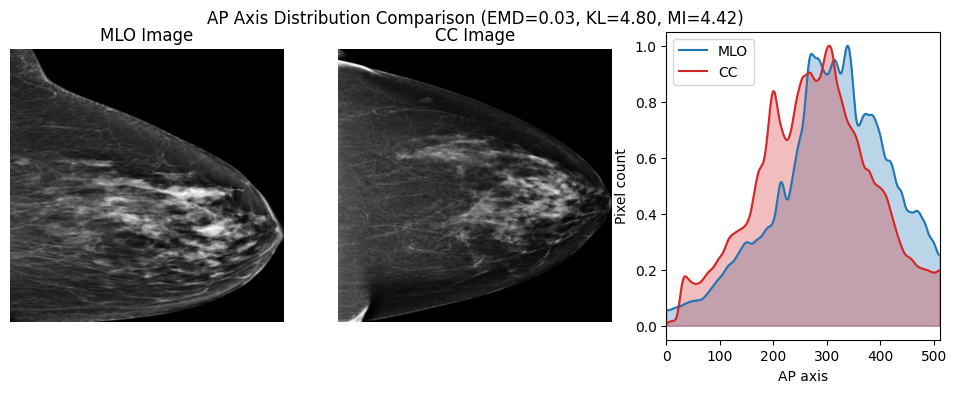 AP Axis Distribution Comparison (EMD=0.03, KL=4.80, MI=4.42)
MLO Image
CC Image
MLO
CC
Pixel count
1.0
0.8
0.6
0.4
0.2
0.0
0 100 200 300 400 500
AP axis